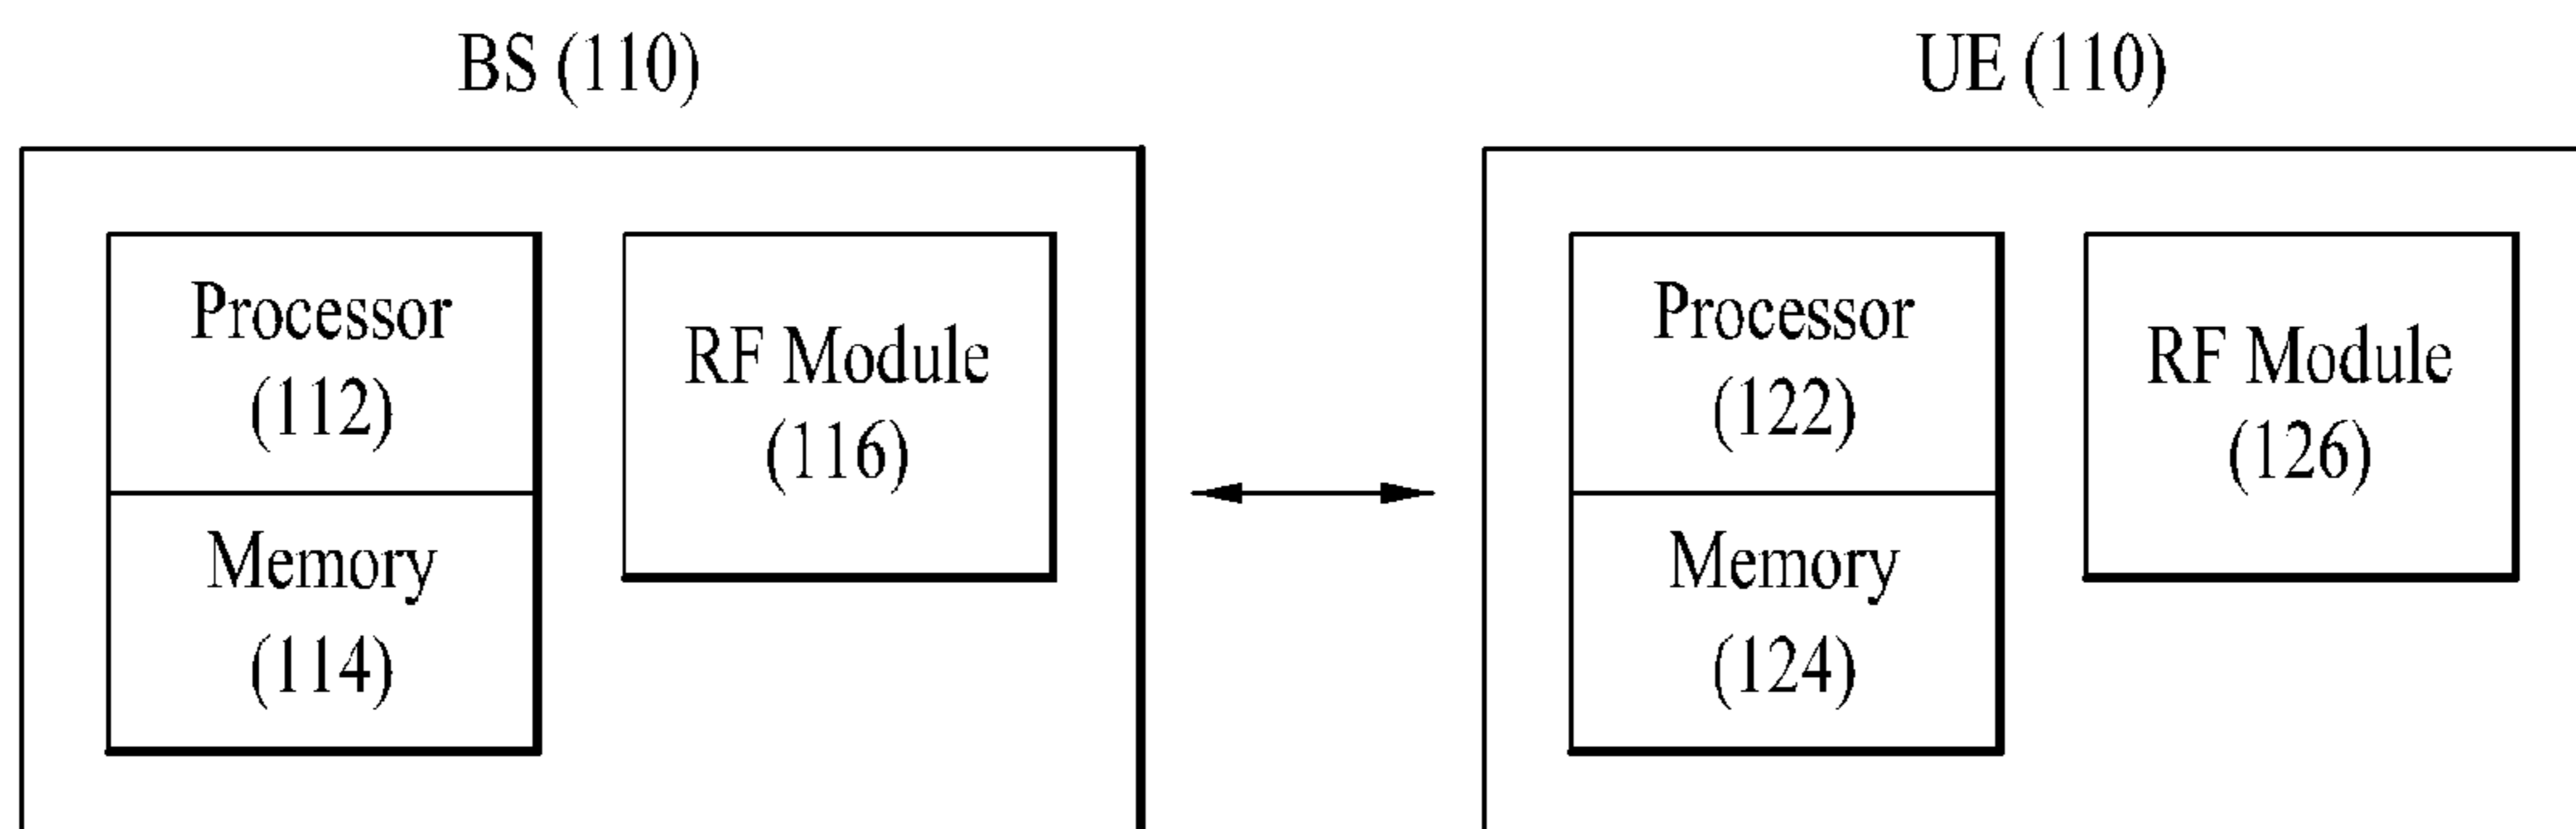 BS (110)
Processor
(112)
Memory
(114)
RF Module
(116)
UE (110)
Processor
(122)
Memory
(124)
RF Module
(126)